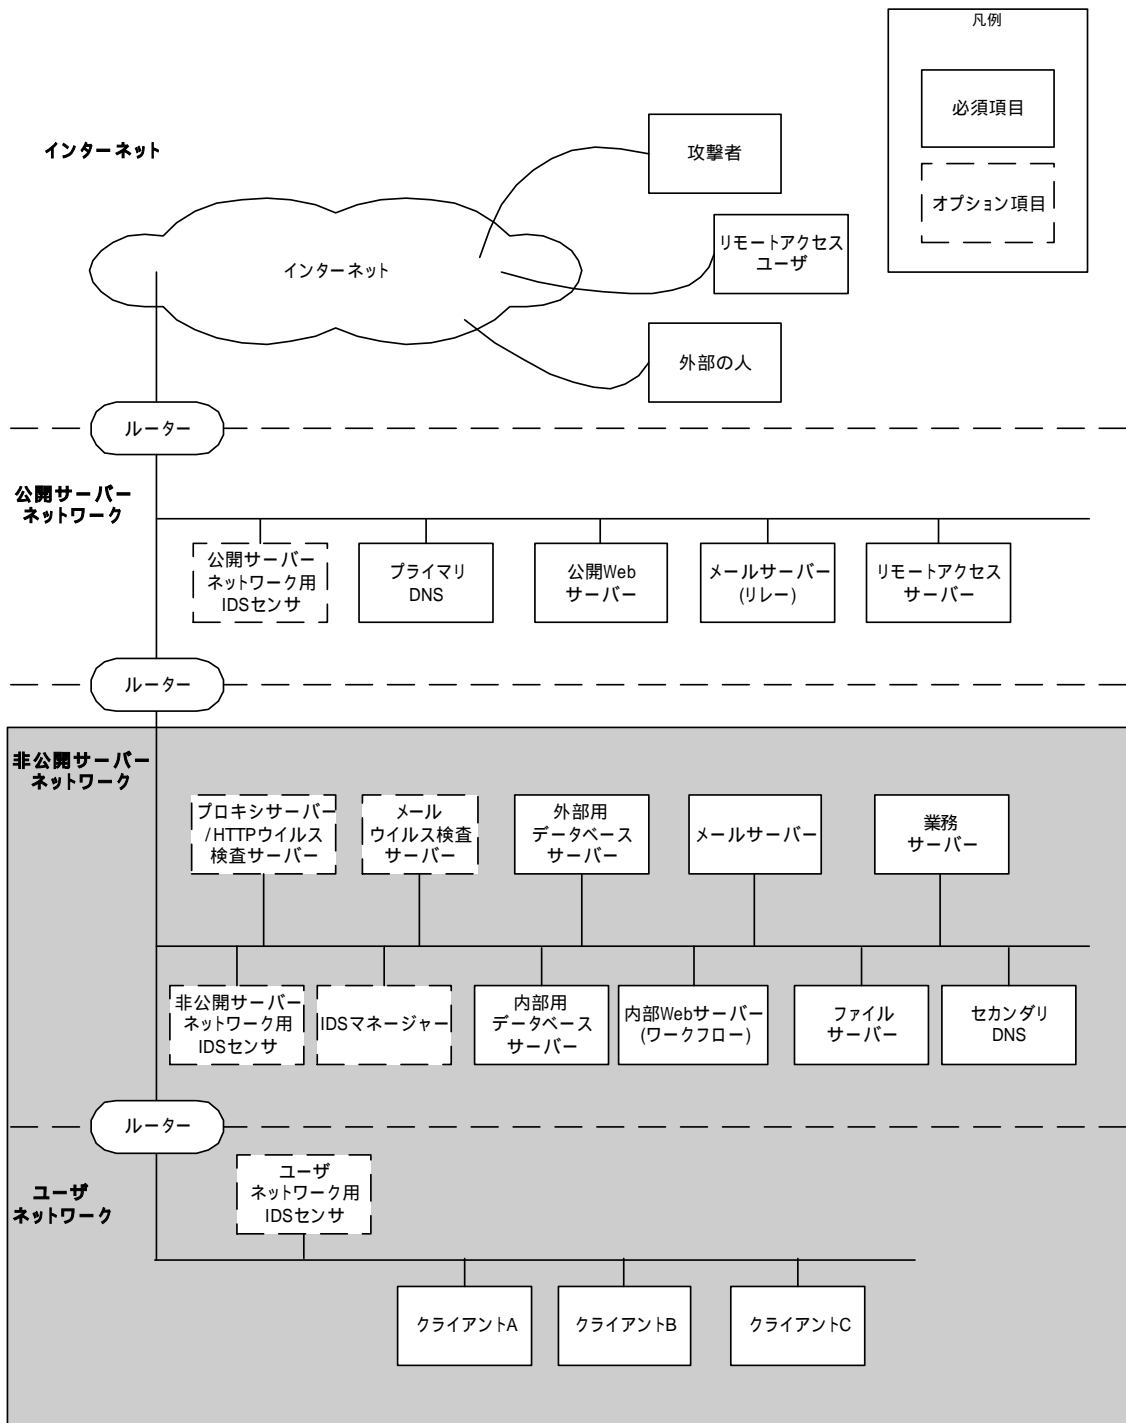 凡例
必須項目
オプション項目
インターネット
攻撃者
リモートアクセス
ユーザ
インターネット
外部の人
ルーター
公開サーバー
ネットワーク
公開サーバー
ネットワーク用
IDSセンサ
プライマリ
DNS
公開Web
サーバー
メールサーバー
(リレー)
リモートアクセス
サーバー
ルーター
非公開サーバー
ネットワーク
プロキシサーバー
/HTTPウイルス
検査サーバー
メール
ウイルス検査
サーバー
外部用
データベース
サーバー
メールサーバー
業務
サーバー
非公開サーバー
ネットワーク用
IDSセンサ
IDSマネージャー
内部用
データベース
サーバー
内部Webサーバー
(ワークフロー)
ファイル
サーバー
セカンダリ
DNS
ルーター
ユーザ
ネットワーク
ユーザ
ネットワーク用
IDSセンサ
クライアントA
クライアントB
クライアントC